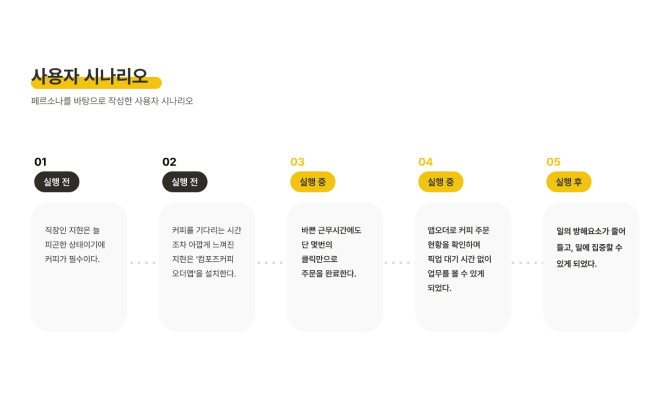 사용자 시나리오
페르소나를 바탕으로 작성한 사용자 시나리오
01
실행 전
직장인 지현은 늘
피곤한 상태이기에
커피가 필수이다.
02
실행 전
커피를 기다리는 시간
조차 아깝게 느껴진
지현은 '컴포즈커피
오더앱'을 설치한다.
03
실행 중
바쁜 근무시간에도
단 몇번의
클릭만으로
주문을 완료한다.
04
실행 중
앱오더로 커피 주문
현황을 확인하며
픽업 대기 시간 없이
업무를 볼 수 있게
되었다.
05
실행 후
일의 방해요소가 줄어
들고, 일에 집중할 수
있게 되었다.